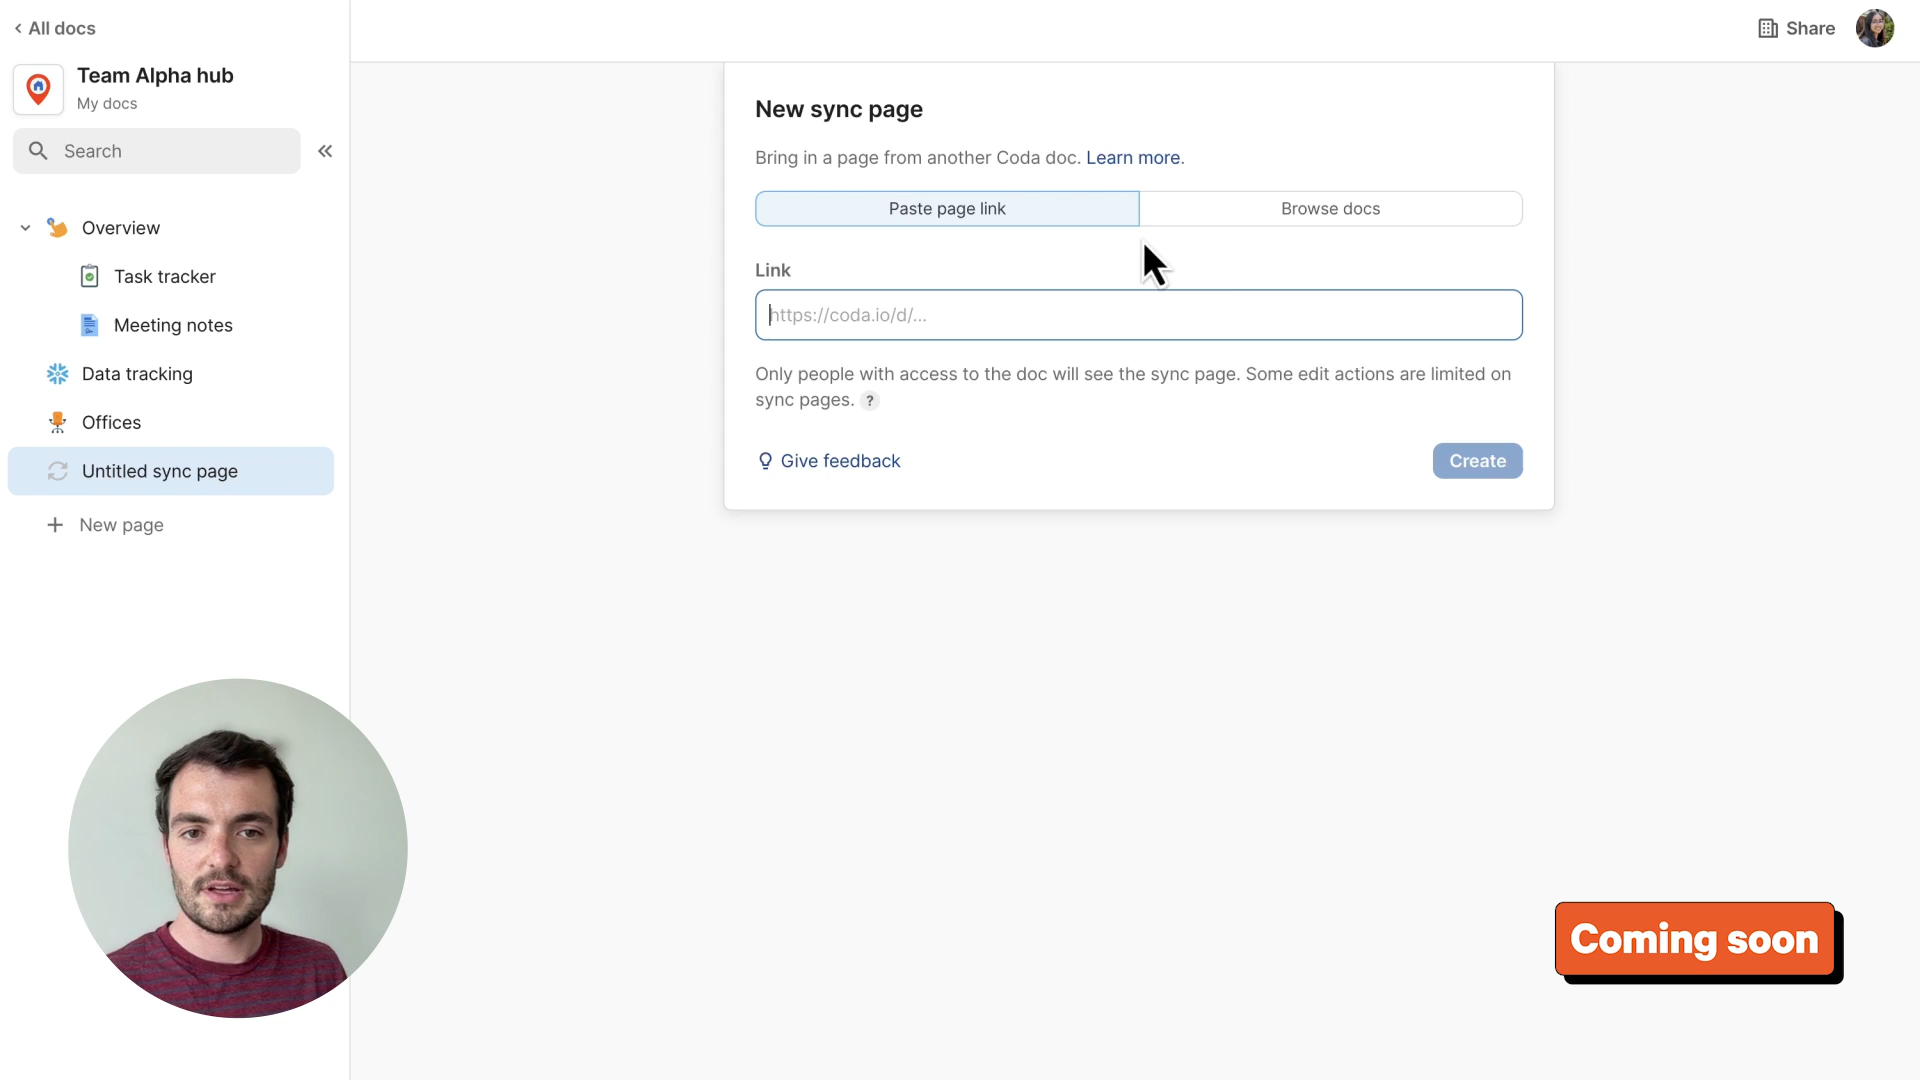 All docs
Share
Team Alpha hub
My docs
Search
Overview
Task tracker
Meeting notes
Data tracking
Offices
Untitled sync page
New page
New sync page
Bring in a page from another Coda doc. Learn more.
Paste page link
Browse docs
Link
https://coda.io/d/...
Only people with access to the doc will see the sync page. Some edit actions are limited on
sync pages. ?
Give feedback
Create
Coming soon